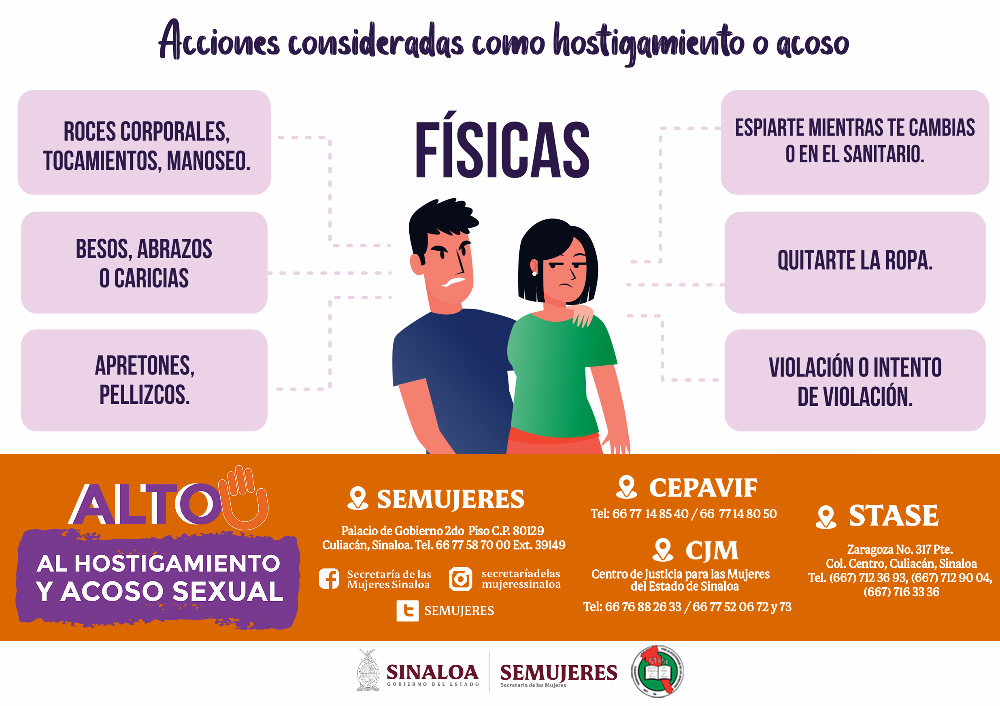 Acciones consideradas como hostigamiento o acoso
FÍSICAS
ROCES CORPORALES,
TOCAMIENTOS, MANOSEO.
BESOS, ABRAZOS
O CARICIAS
APRETONES,
PELLIZCOS.
ESPIARTE MIENTRAS TE CAMBIAS
O EN EL SANITARIO.
QUITARTE LA ROPA.
VIOLACIÓN O INTENTO
DE VIOLACIÓN.
ALTO
AL HOSTIGAMIENTO
Y ACOSO SEXUAL
SEMUJERES
Palacio de Gobierno 2do Piso C.P. 80129
Culiacán, Sinaloa. Tel. 66 77 58 70 00 Ext. 39149
Secretaría de las
Mujeres Sinaloa
secretaríadelas
mujeressinaloa
SEMUJERES
CEPAVIF
Tel: 66 77 14 85 40 / 66 77 14 80 50
CJM
Centro de Justicia para las Mujeres
del Estado de Sinaloa
Tel: 66 76 88 26 33 / 66 77 52 06 72 y 73
STASE
Zaragoza No. 317 Pte.
Col. Centro, Culiacán, Sinaloa
Tel. (667) 712 36 93, (667) 712 90 04,
(667) 716 33 36
SINALOA
GOBIERNO DEL ESTADO
SEMUJERES
Secretaría de las Mujeres
STASE